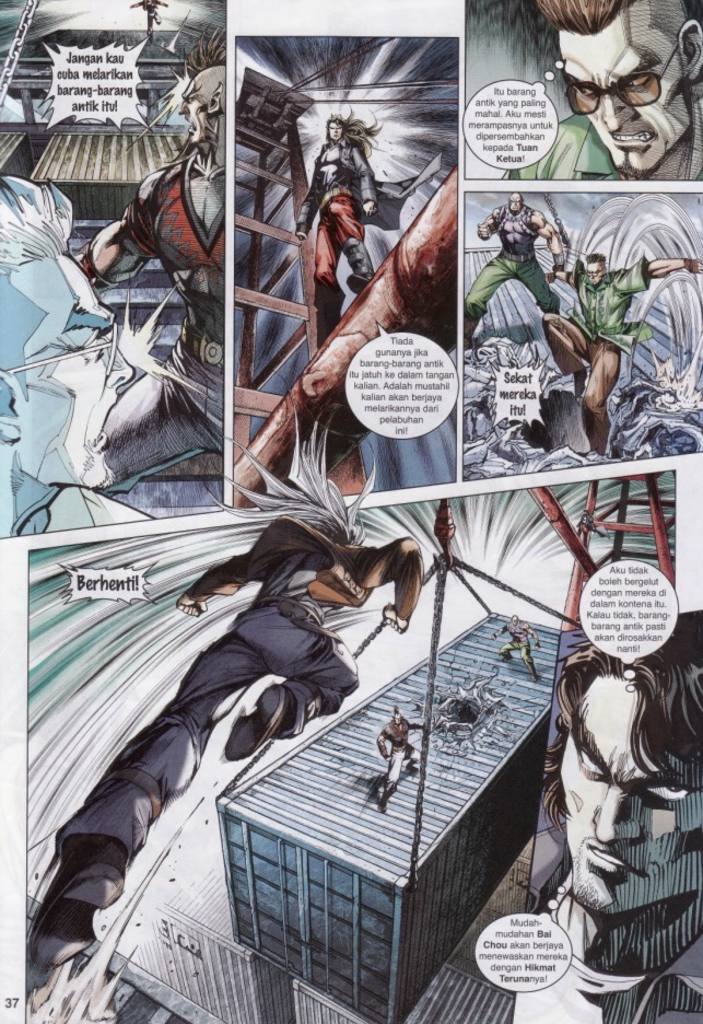 Jangan kau
cuba melarikan
barang-barang
antik itu!
Tiada
gunanya jika
barang-barang
itu jatuh ke dalam tangan
kalian. Adalah mustahil
kalian akan berjaya
melarikannya dari
pelabuhan
ini!
Itu barang
antik yang paling
mahal. Aku mesti
merampasnya untuk
dipersembahkan
kepada Tuan
Ketua!
Sekat
mereka
itu!
Berhenti!
Aku tidak
boleh bergelut
dengan mereka di
dalam kontena itu.
Kalau tidak, barang-
barang antik pasti
akan dirosakkan
nanti!
Mudah-
mudahan Bai
Chou akan berjaya
menewaskan mereka
dengan Hikmat
Terunanya!
37